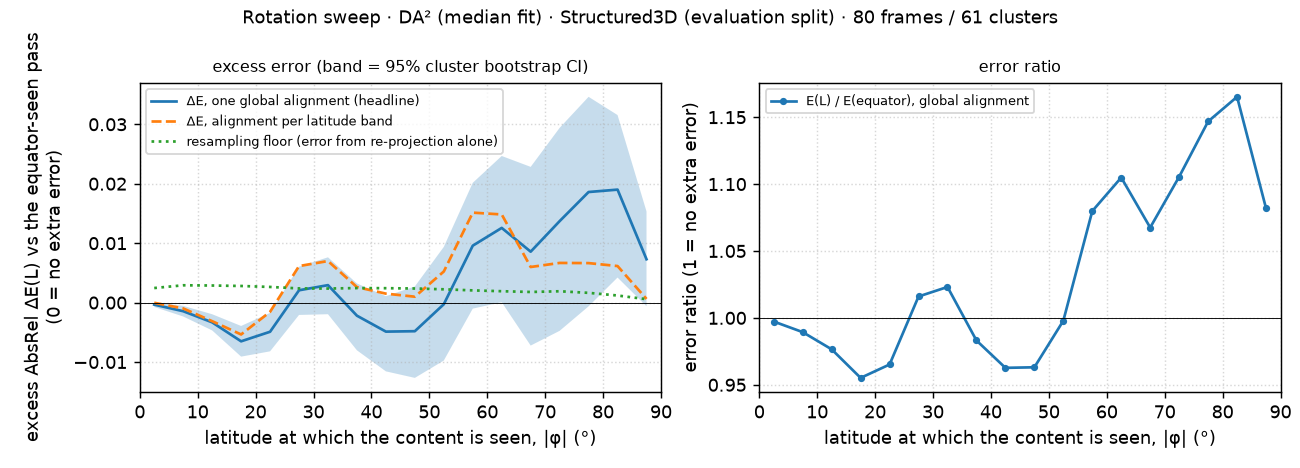 Rotation sweep · DA² (median fit) · Structured3D (evaluation split) · 80 frames / 61 clusters
excess error (band = 95% cluster bootstrap CI)
excess AbsRel ΔE(L) vs the equator-seen pass
(0 = no extra error)
ΔE, one global alignment (headline)
ΔE, alignment per latitude band
resampling floor (error from re-projection alone)
0.03
0.02
0.01
0.00
−0.01
0 10 20 30 40 50 60 70 80 90
latitude at which the content is seen, |φ| (°)
error ratio
error ratio (1 = no extra error)
E(L) / E(equator), global alignment
1.15
1.10
1.05
1.00
0.95
0 10 20 30 40 50 60 70 80 90
latitude at which the content is seen, |φ| (°)